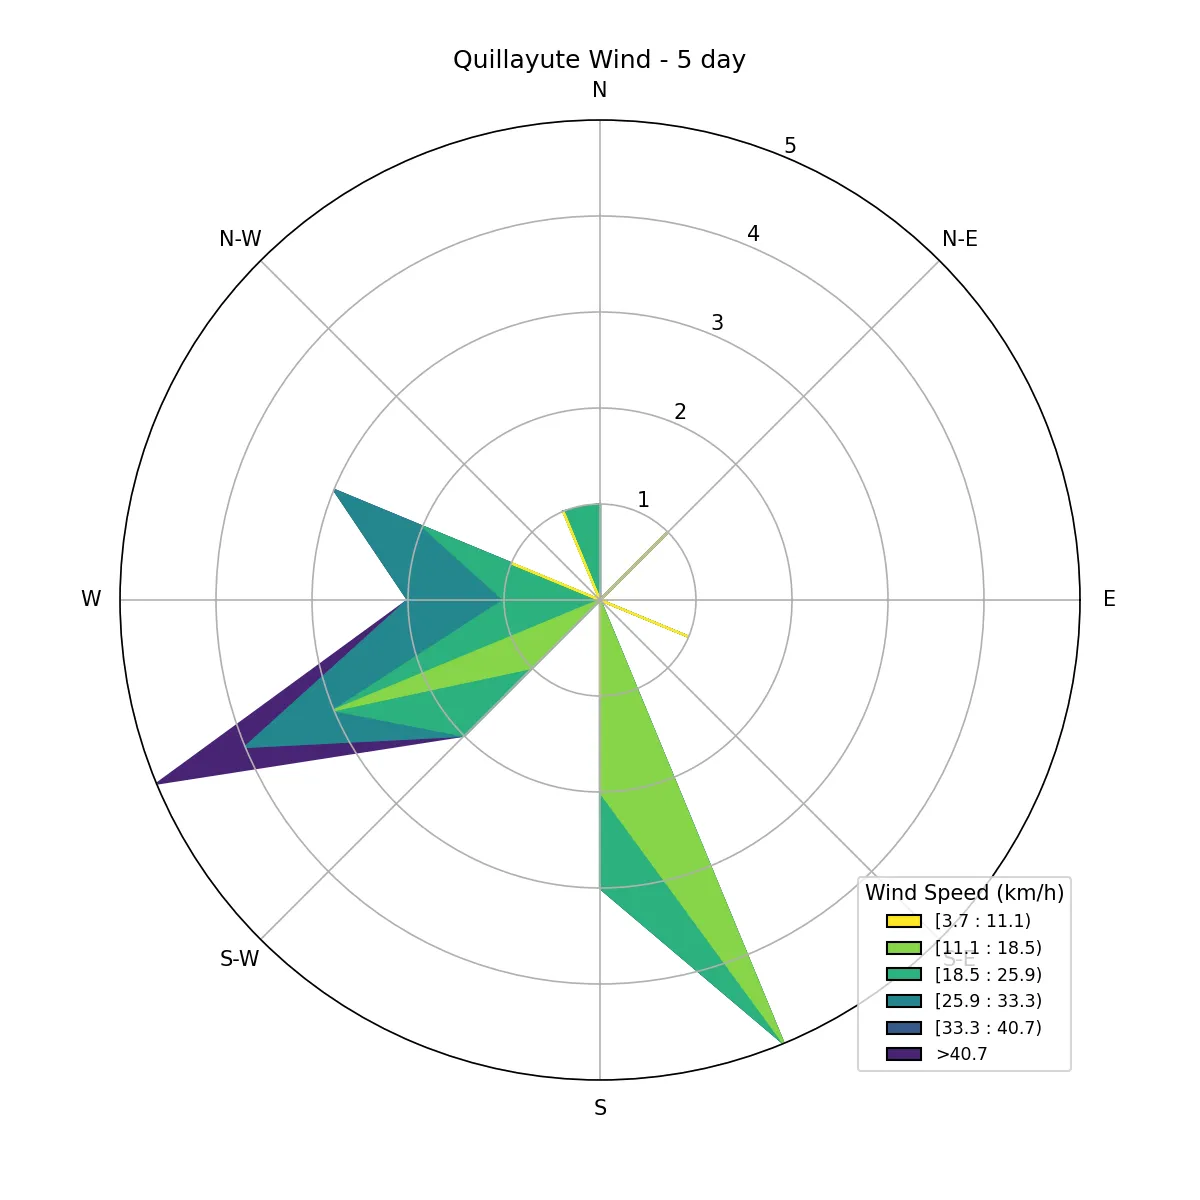 Quillayute Wind - 5 day
N
5
N-W
4
N-E
3
2
1
W
E
Wind Speed (km/h)
[3.7 : 11.1)
[11.1 : 18.5)
S-W
S-E
[18.5 : 25.9)
[25.9 : 33.3)
[33.3 : 40.7)
>40.7
S